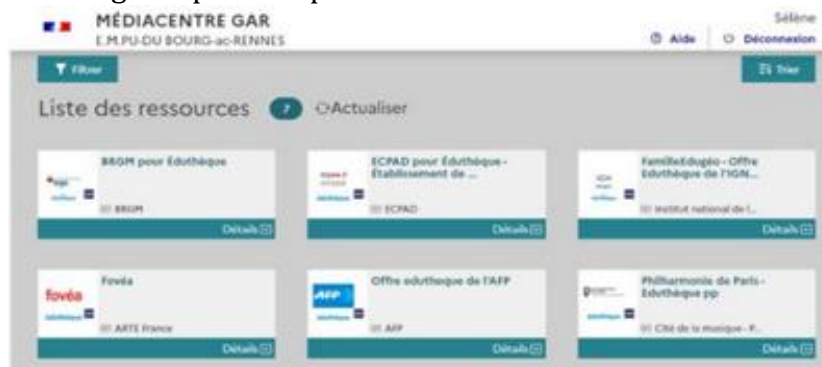 MÉDIACENTRE GAR
E.M.PU-DU BOURG-ac-RENNES
Sélène
Aide
Déconnexion
Filtrer
Trier
Liste des ressources 7 Actualiser
BRGM pour Éduthèque
BRGM
Détails
ECPAD pour Éduthèque -
Établissement de ...
ECPAD
Détails
FamilleEdugéo - Offre
Eduthèque de l'IGN...
Institut national de l...
Détails
fovéa
Fovéa
ARTE France
Détails
AFP
Offre edutheque de l'AFP
AFP
Détails
Philharmonie de Paris -
Eduthèque pp
Cité de la musique - P...
Détails